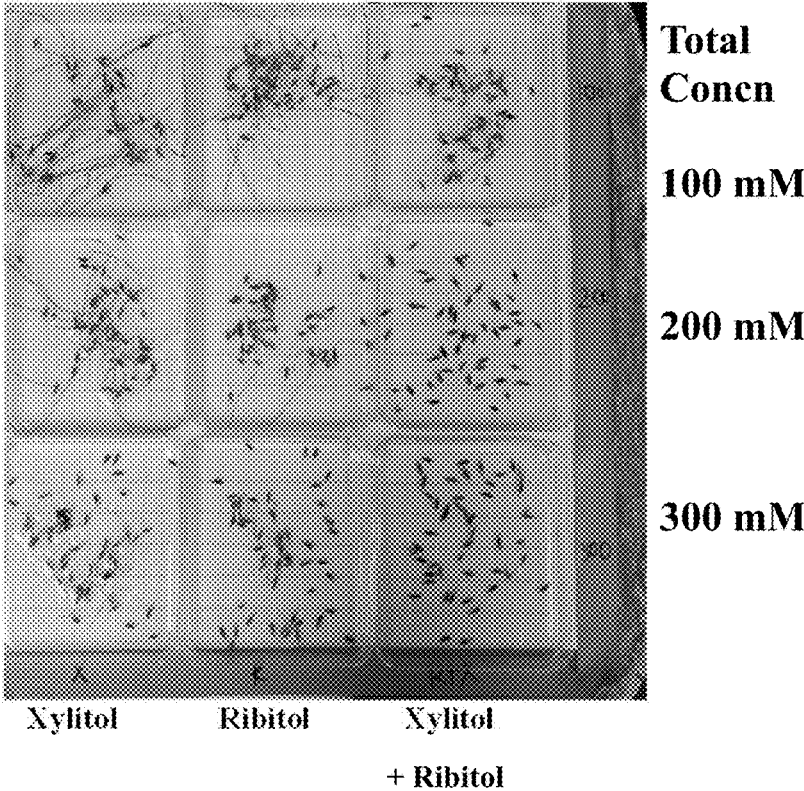 Total
Concn
100 mM
200 mM
300 mM
Xylitol
Ribitol
Xylitol
+ Ribitol